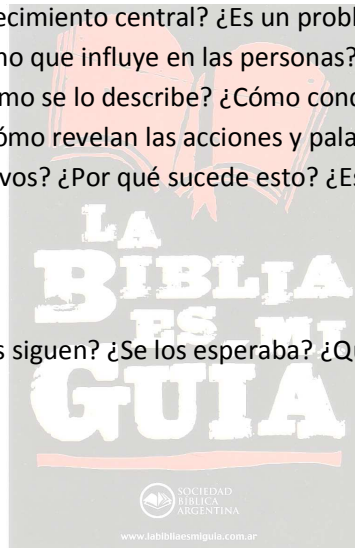 ecimiento central? ¿Es un probl
no que influye en las personas?
mo se lo describe? ¿Cómo cond
ómo revelan las acciones y pala
vos? ¿Por qué sucede esto? ¿Es
LA
BIBLIA
ES MI
s siguen? ¿Se los esperaba? ¿Qu
GUÍA
SOCIEDAD
BÍBLICA
ARGENTINA
www.labibliaesmiguia.com.ar